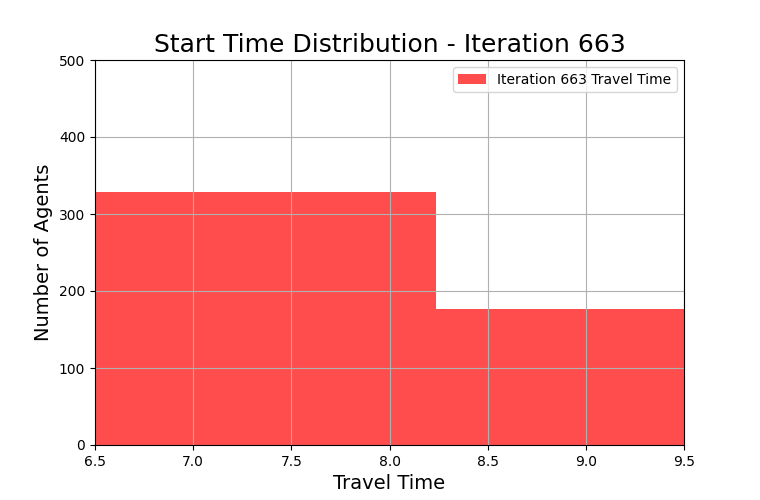 Start Time Distribution - Iteration 663
500
400
300
200
100
0
Number of Agents
Iteration 663 Travel Time
6.5 7.0 7.5 8.0 8.5 9.0 9.5
Travel Time